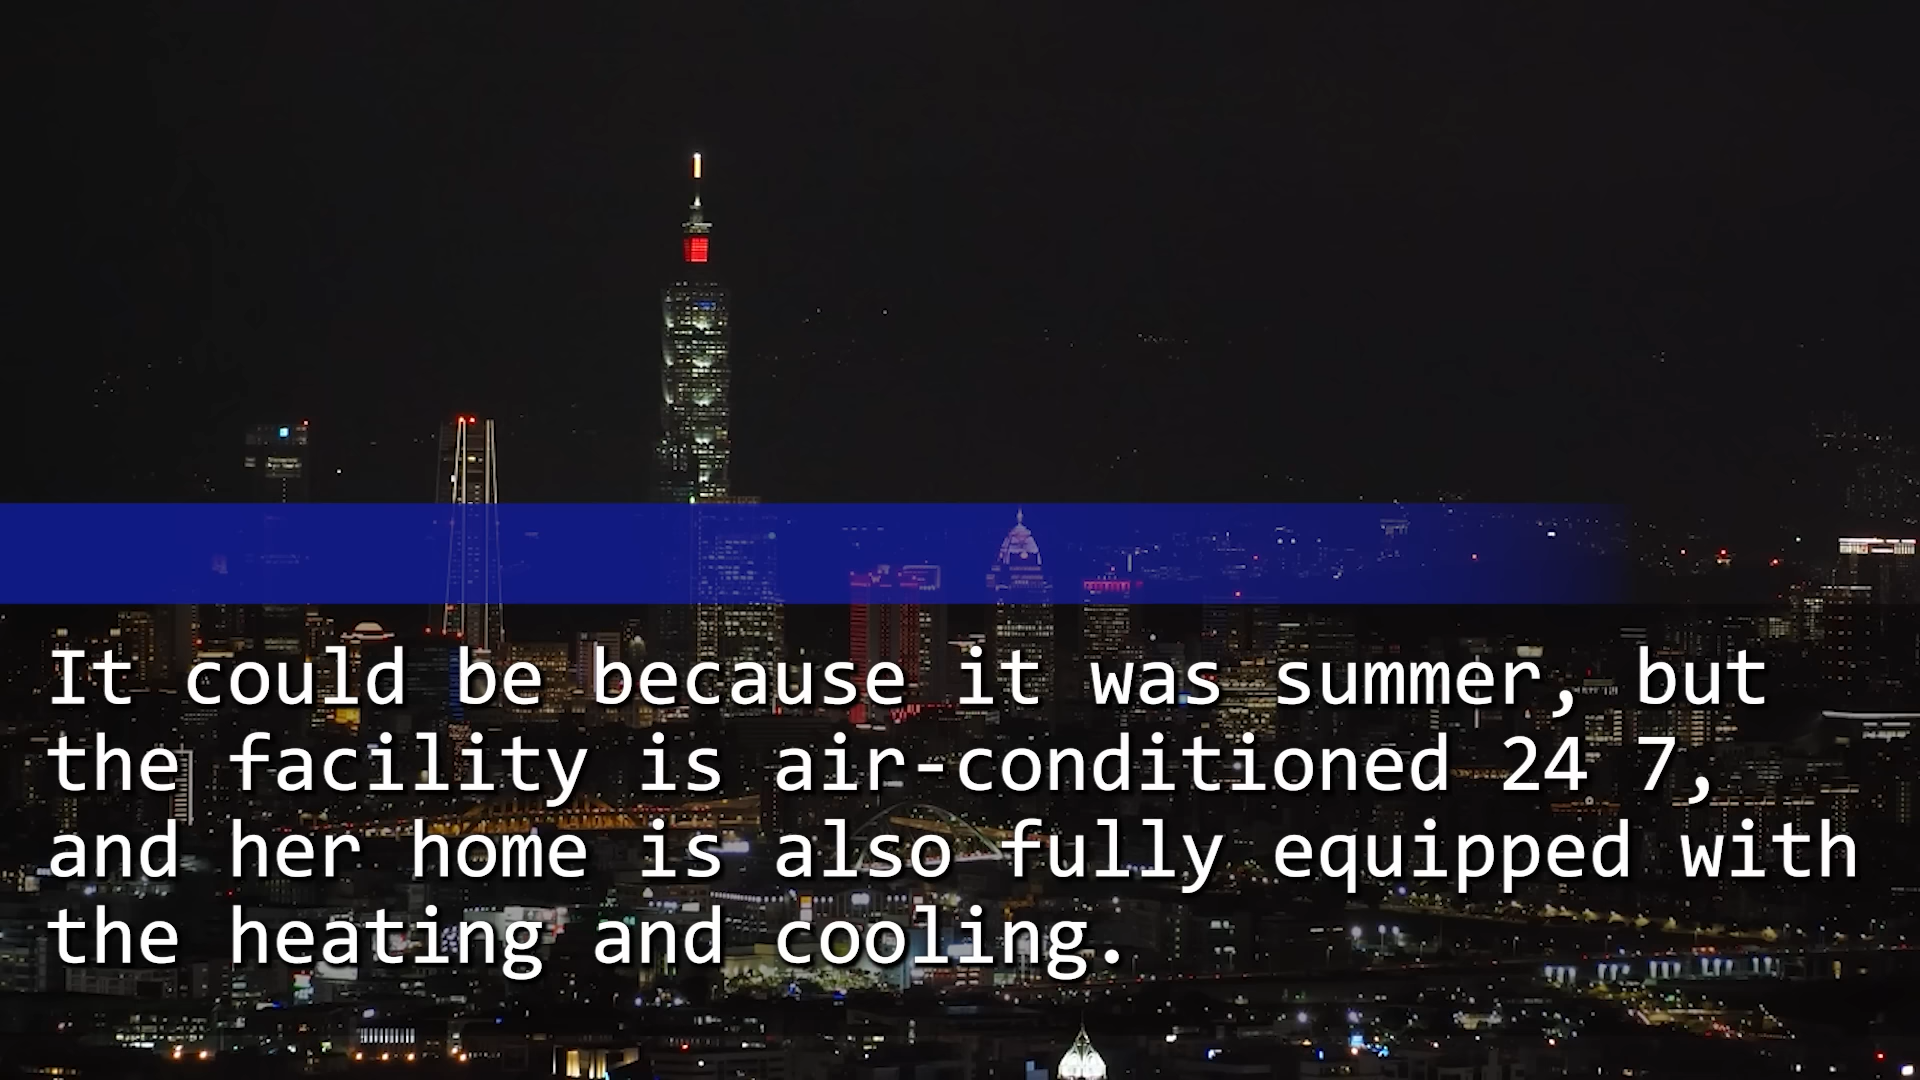 It could be because it was summer, but
the facility is air-conditioned 24 7,
and her home is also fully equipped with
the heating and cooling.